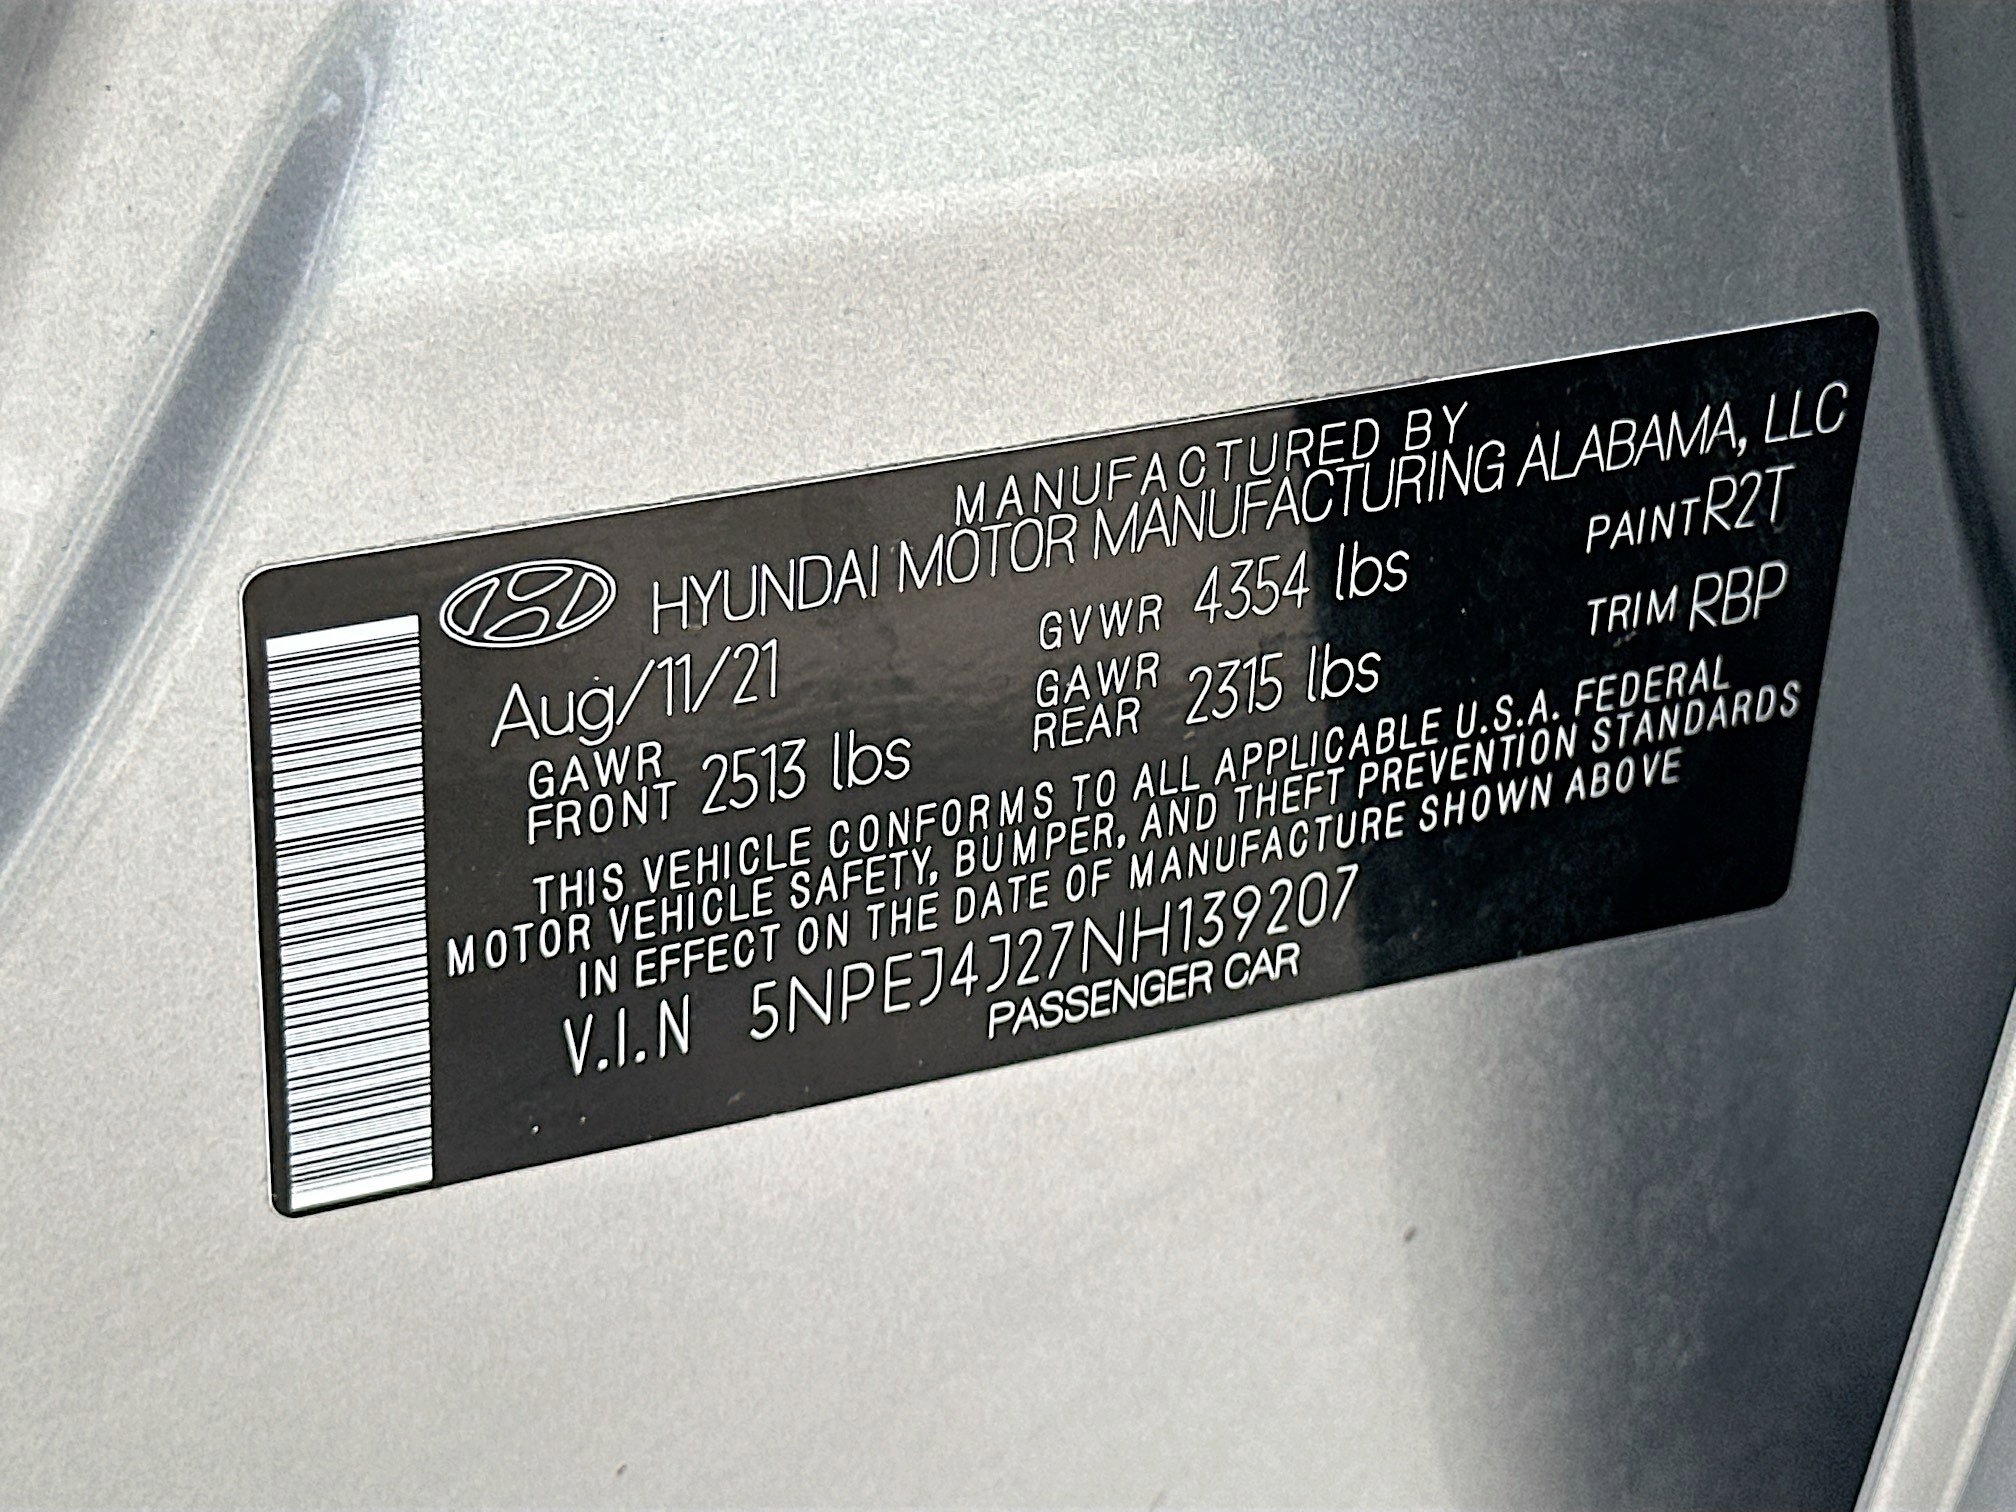 MANUFACTURED BY
HYUNDAI MOTOR MANUFACTURING ALABAMA, LLC
Aug/11/21 GVWR 4354 lbs PAINT R2T
GAWR FRONT 2513 lbs GAWR REAR 2315 lbs TRIM RBP
THIS VEHICLE CONFORMS TO ALL APPLICABLE U.S.A. FEDERAL
MOTOR VEHICLE SAFETY, BUMPER, AND THEFT PREVENTION STANDARDS
IN EFFECT ON THE DATE OF MANUFACTURE SHOWN ABOVE
V.I.N 5NPEJ4J27NH139207
PASSENGER CAR